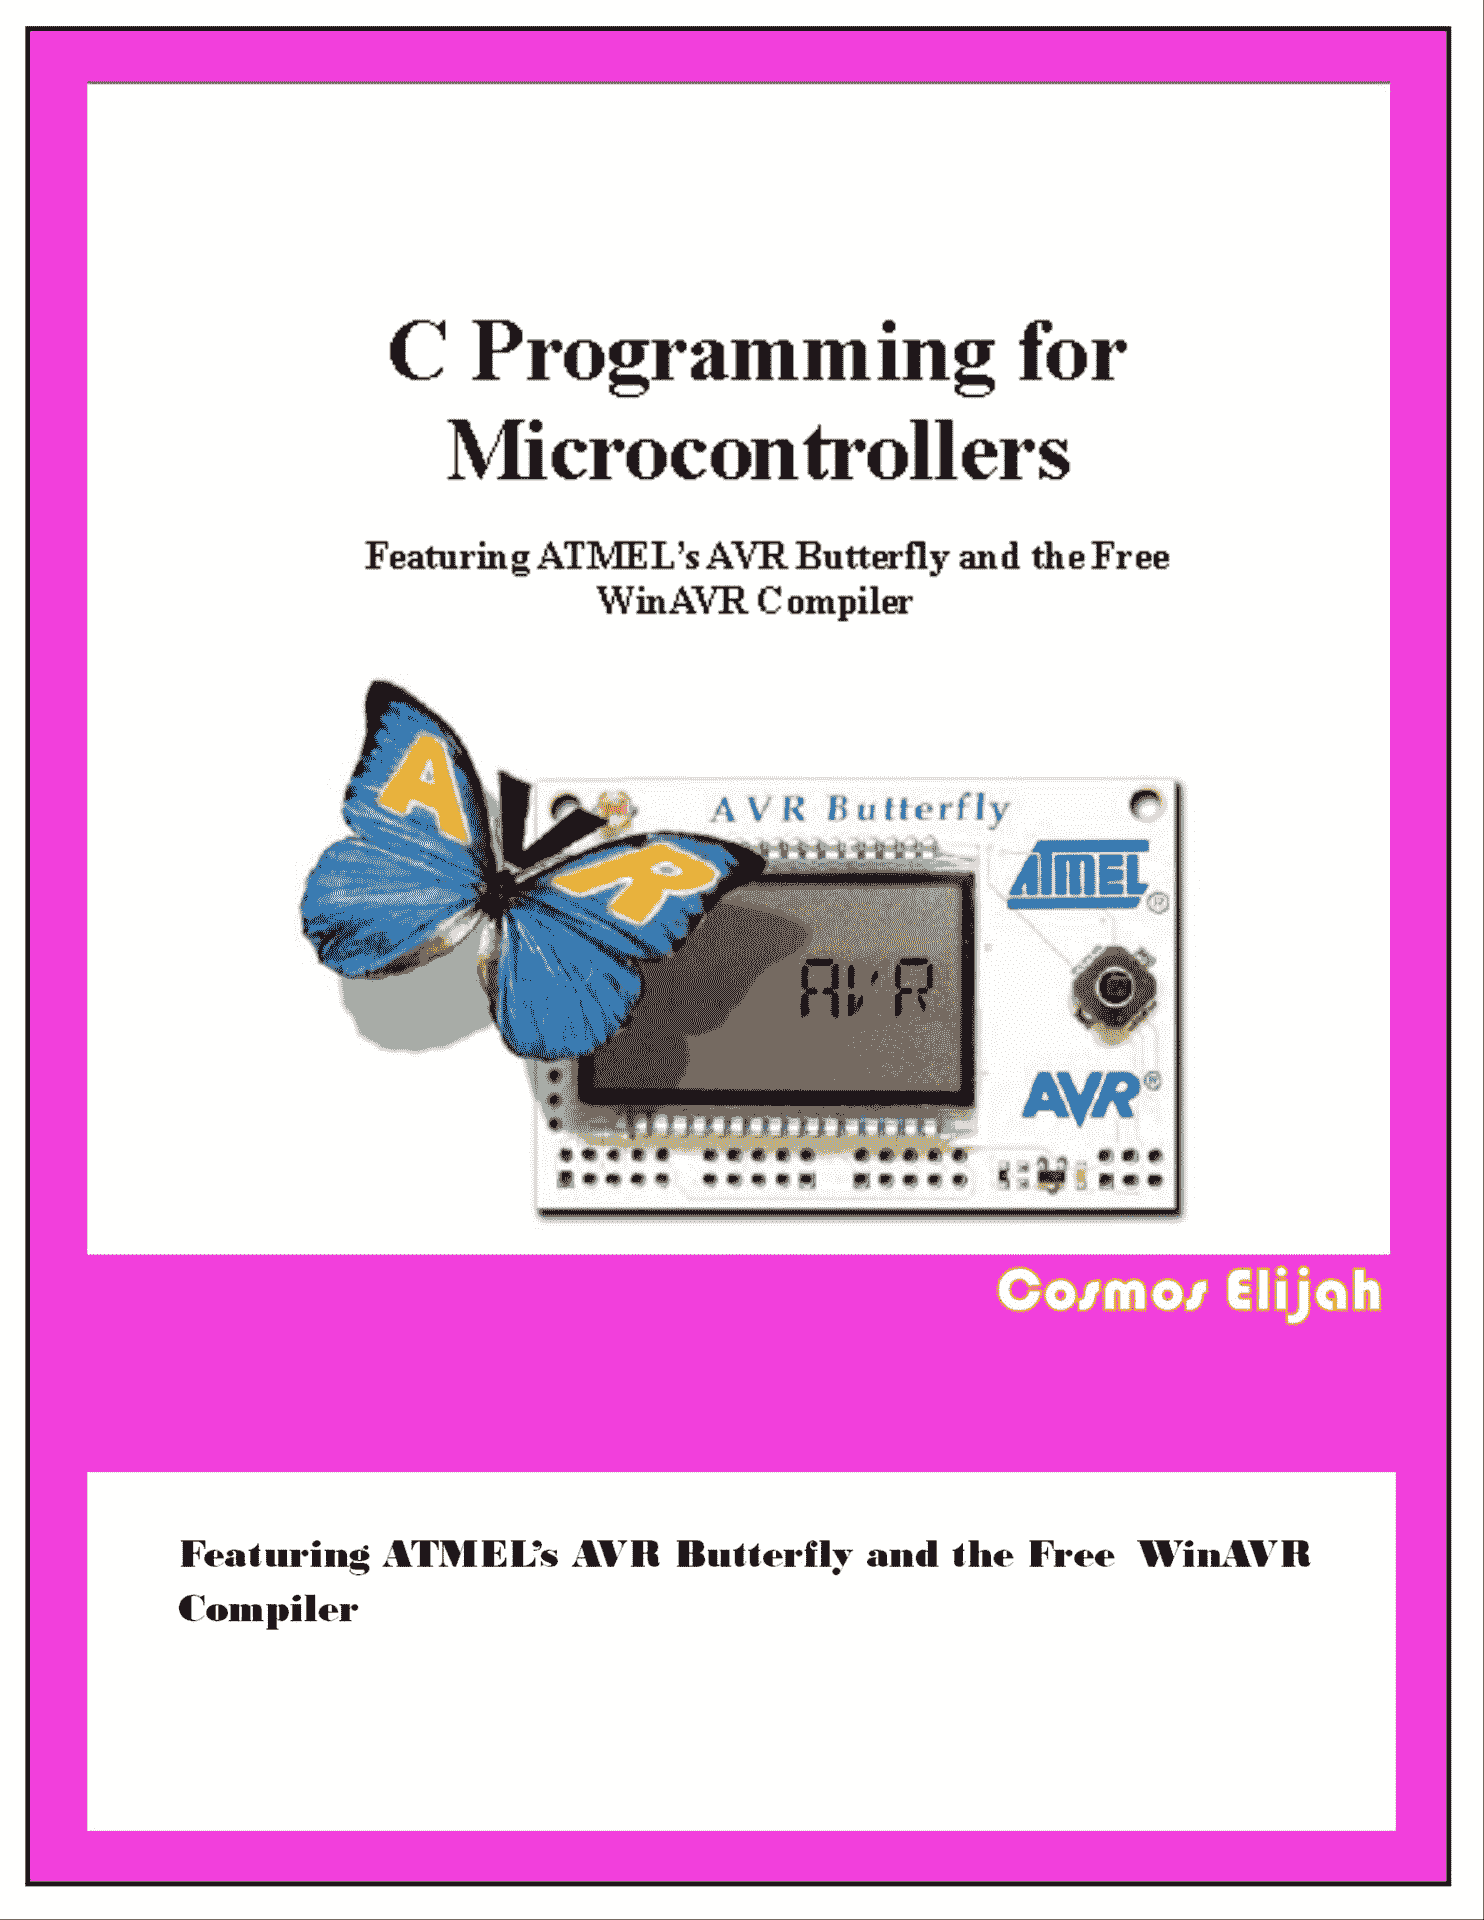 C Programming for
Microcontrollers
Featuring ATMEL’s AVR Butterfly and the Free
WinAVR Compiler
A
R
AVR Butterfly
ATMEL®
AVR
AVR®
Cosmos Elijah
Featuring ATMEL’s AVR Butterfly and the Free WinAVR
Compiler